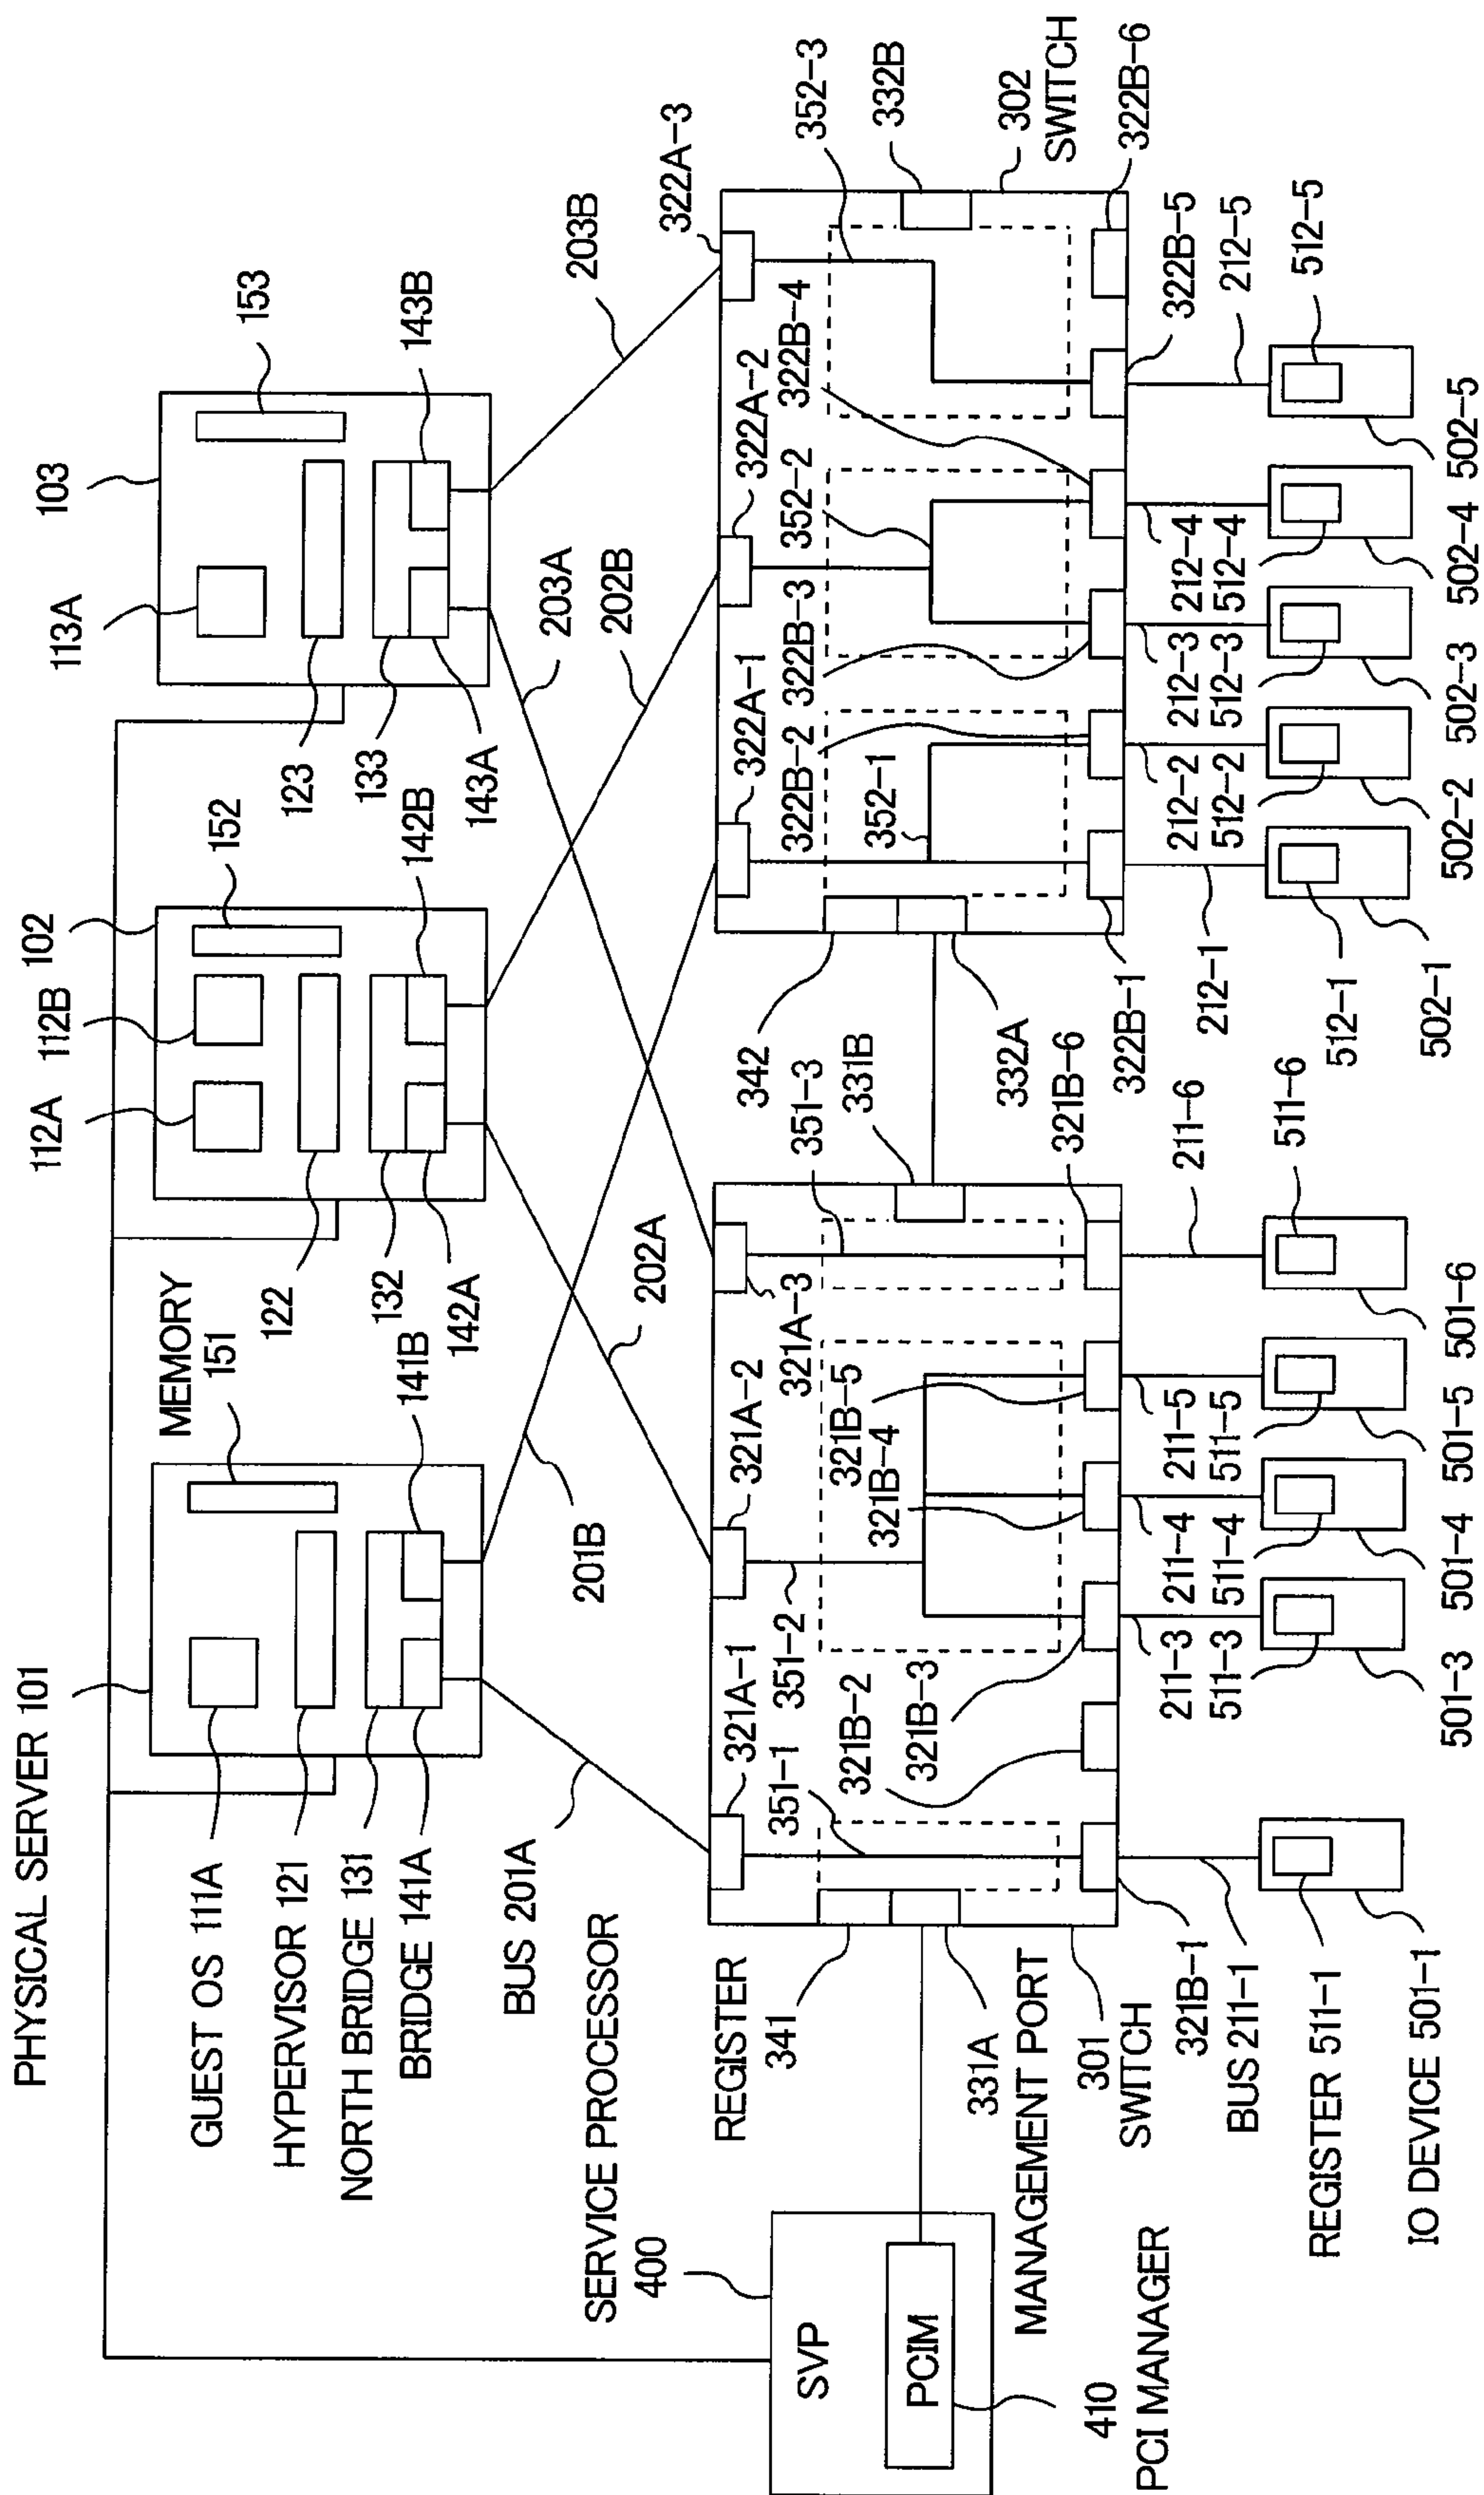 PHYSICAL SERVER 101
GUEST OS 111A
HYPERVISOR 121
NORTH BRIDGE 131
BRIDGE 141A
BUS 201A
MEMORY
151
141B
201B
102
112A
112B
152
122
132
142A
142B
202A
202B
103
113A
153
123
133
143A
143B
203A
203B
SERVICE PROCESSOR
400
SVP
PCIM
410
PCI MANAGER
REGISTER
341
331A
MANAGEMENT PORT
301
SWITCH
321A-1
321A-2
321A-3
351-1
351-2
351-3
321B-1
321B-2
321B-3
321B-4
321B-5
321B-6
331B
342
332A
322A-1
322A-2
322A-3
352-1
352-2
352-3
322B-1
322B-2
322B-3
322B-4
322B-5
322B-6
332B
302
SWITCH
BUS 211-1
REGISTER 511-1
IO DEVICE 501-1
211-3
511-3
501-3
211-4
511-4
501-4
211-5
511-5
501-5
211-6
511-6
501-6
212-1
512-1
502-1
212-2
512-2
502-2
212-3
512-3
502-3
212-4
512-4
502-4
212-5
512-5
502-5